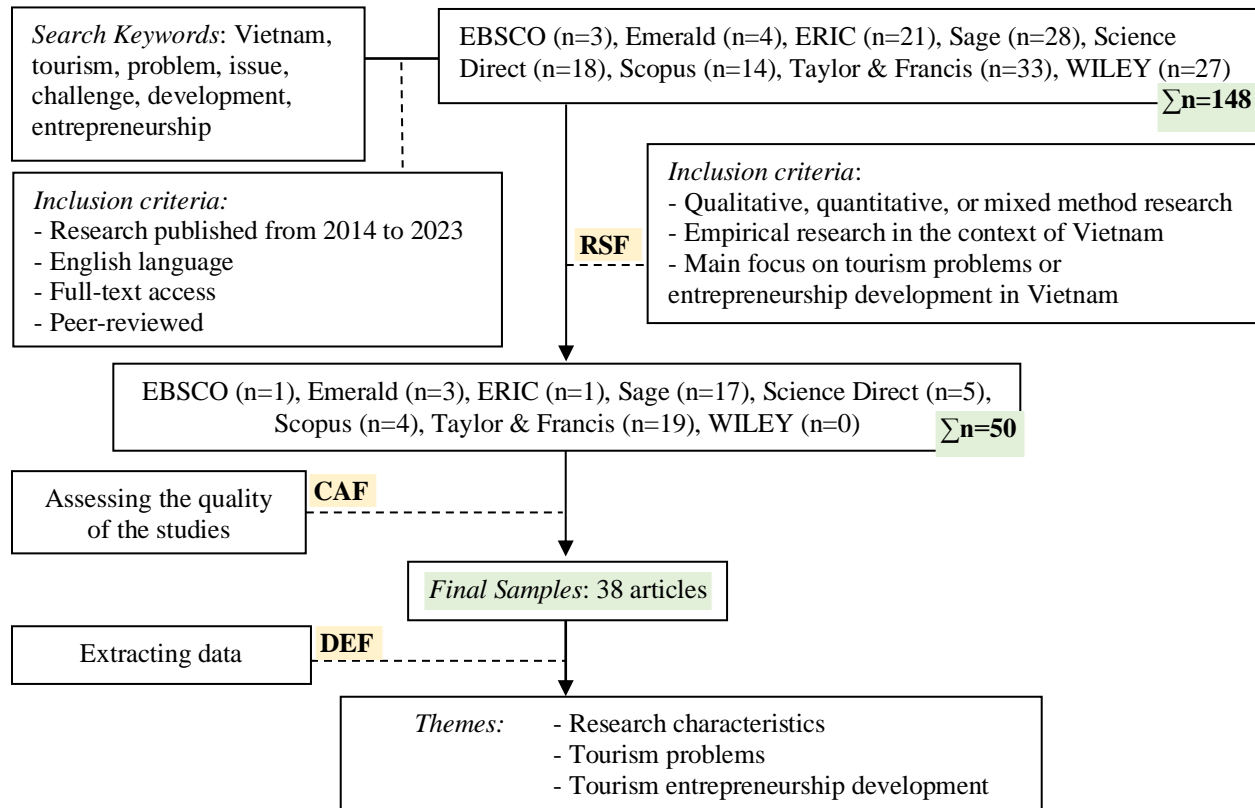 Search Keywords: Vietnam,
tourism, problem, issue,
challenge, development,
entrepreneurship
EBSCO (n=3), Emerald (n=4), ERIC (n=21), Sage (n=28), Science
Direct (n=18), Scopus (n=14), Taylor & Francis (n=33), WILEY (n=27)
∑n=148
Inclusion criteria:
- Research published from 2014 to 2023
- English language
- Full-text access
- Peer-reviewed
RSF
Inclusion criteria:
- Qualitative, quantitative, or mixed method research
- Empirical research in the context of Vietnam
- Main focus on tourism problems or
entrepreneurship development in Vietnam
EBSCO (n=1), Emerald (n=3), ERIC (n=1), Sage (n=17), Science Direct (n=5),
Scopus (n=4), Taylor & Francis (n=19), WILEY (n=0)
∑n=50
Assessing the quality
of the studies
CAF
Final Samples: 38 articles
Extracting data
DEF
Themes: - Research characteristics
- Tourism problems
- Tourism entrepreneurship development